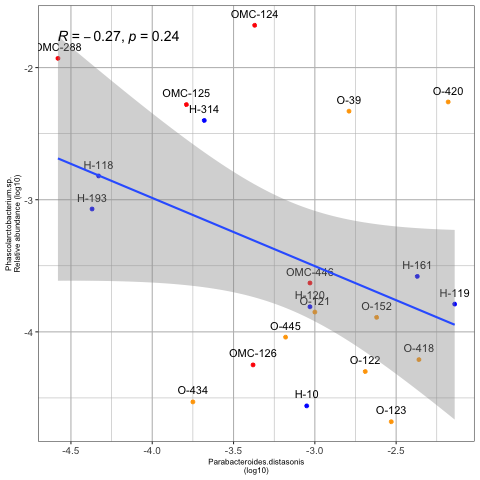 OMC-124
R = −0.27, p = 0.24
OMC-288
-2
OMC-125
H-314
O-39
O-420
H-118
H-193
-3
Phascolarctobacterium.sp.
Relative abundance (log10)
OMC-446
H-161
H-120
O-121
H-119
O-152
-4
O-445
OMC-126
O-122
O-418
O-434
H-10
O-123
-4.5 -4.0 -3.5 -3.0 -2.5
Parabacteroides.distasonis
(log10)